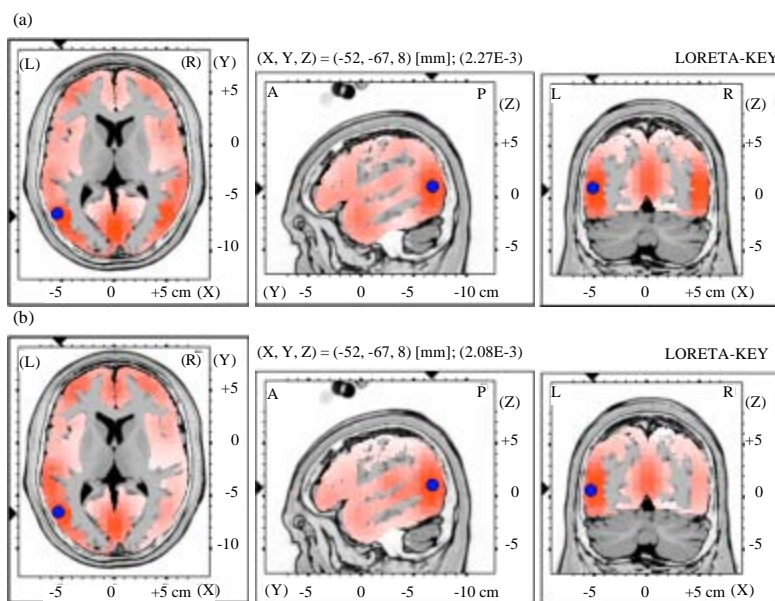 (a)
(X, Y, Z) = (-52, -67, 8) [mm]; (2.27E-3) LORETA-KEY
(L) (R) (Y)
+5
0
-5
-10
-5 0 +5 cm (X)
A P (Z)
+5
0
-5
(Y) -5 0 -5 -10 cm
L R (Z)
+5
0
-5
-5 0 +5 cm (X)
(b)
(X, Y, Z) = (-52, -67, 8) [mm]; (2.08E-3) LORETA-KEY
(L) (R) (Y)
+5
0
-5
-10
-5 0 +5 cm (X)
A P (Z)
+5
0
-5
(Y) -5 0 -5 -10 cm
L R (Z)
+5
0
-5
-5 0 +5 cm (X)